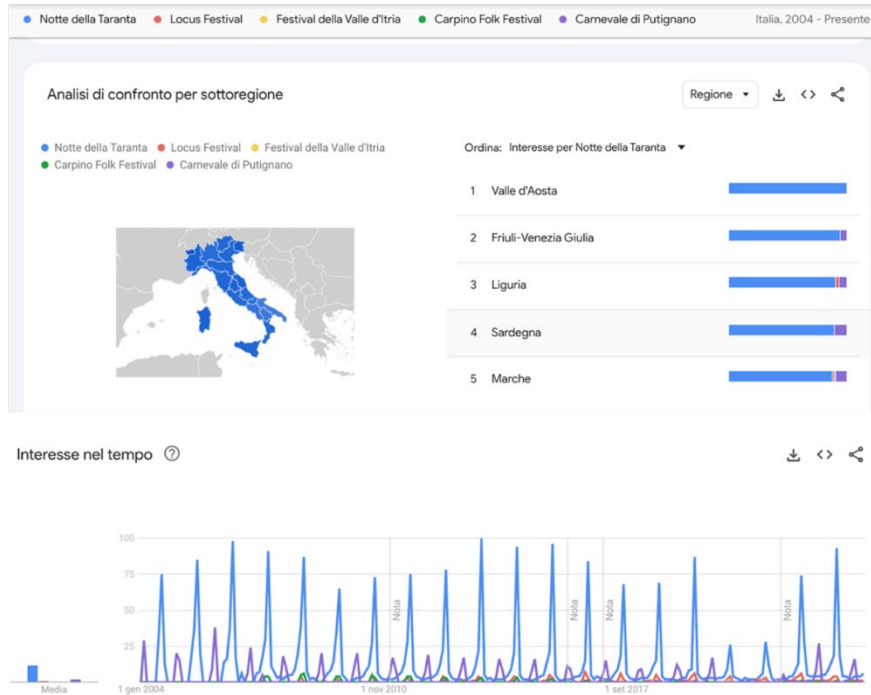 Notte della Taranta Locus Festival Festival della Valle d'Itria Carpino Folk Festival Carnevale di Putignano Italia, 2004 - Presente
Analisi di confronto per sottoregione
Regione
Notte della Taranta Locus Festival Festival della Valle d'Itria
Carpino Folk Festival Carnevale di Putignano
Ordina: Interesse per Notte della Taranta
1 Valle d'Aosta
2 Friuli-Venezia Giulia
3 Liguria
4 Sardegna
5 Marche
Interesse nel tempo
100
75
50
25
Nota
Nota
Nota
Nota
Media
1 gen 2004
1 nov 2010
1 set 2017